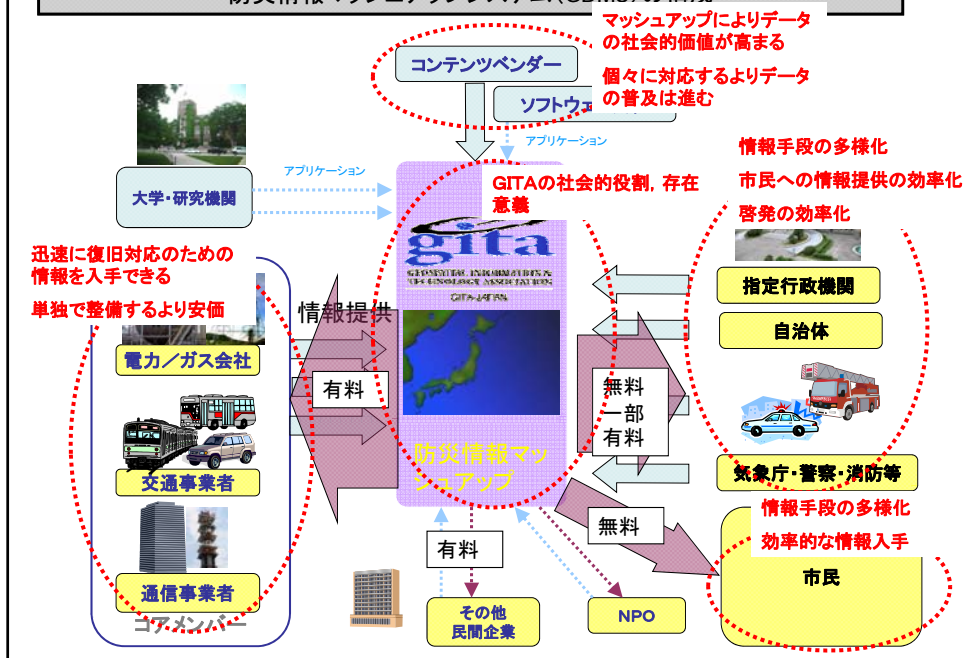 マッシュアップによりデータ
の社会的価値が高まる
個々に対応するよりデータ
の普及は進む
コンテンツベンダー
ソフトウェ
アプリケーション
アプリケーション
大学・研究機関
GITAの社会的役割，存在
意義
gita
GEOSPATIAL INFORMATION &
TECHNOLOGY ASSOCIATION
GITA-JAPAN
情報手段の多様化
市民への情報提供の効率化
啓発の効率化
迅速に復旧対応のための
情報を入手できる
単独で整備するより安価
情報提供
電力／ガス会社
有料
指定行政機関
自治体
無料
一部
有料
交通事業者
防災情報マッ
シュアップ
気象庁・警察・消防等
情報手段の多様化
効率的な情報入手
無料
有料
市民
通信事業者
コアメンバー
その他
民間企業
NPO